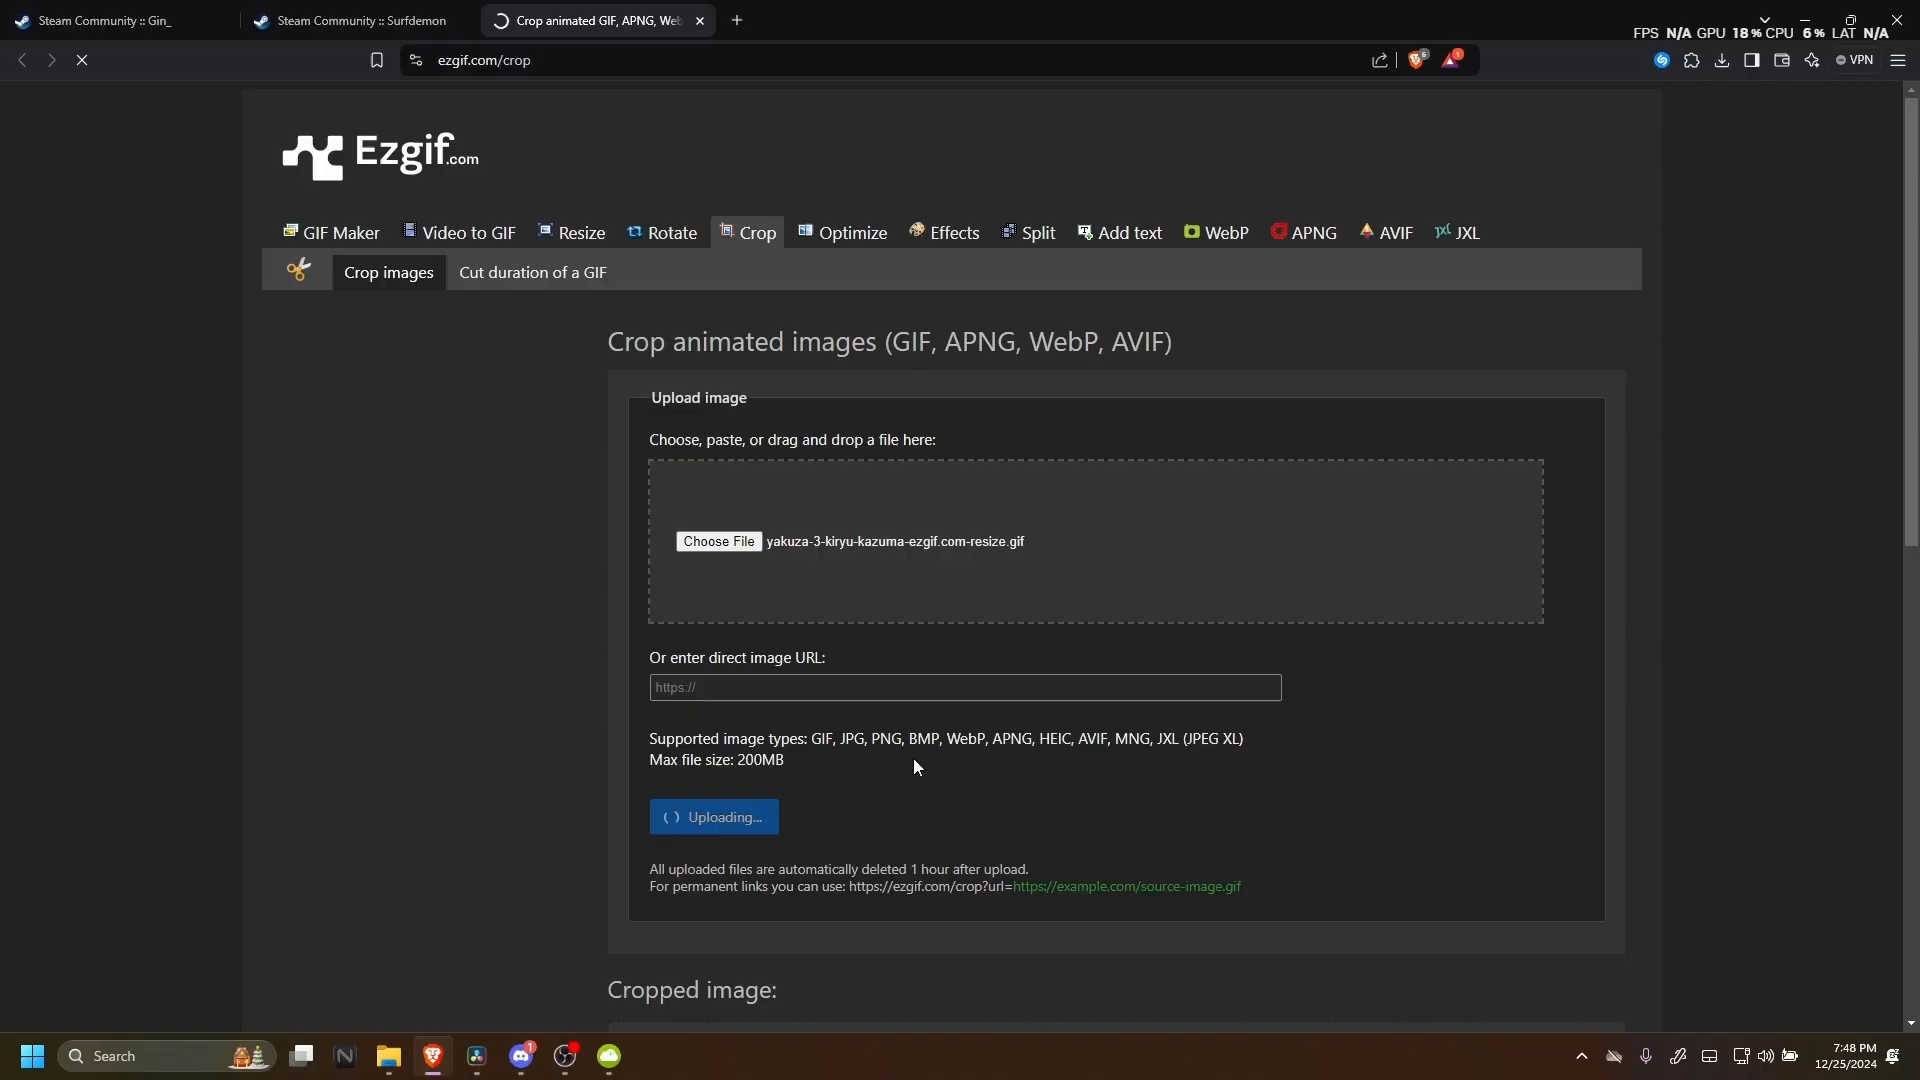 Steam Community :: Gin_
Steam Community :: Surfdemon
Crop animated GIF, APNG, We
FPS N/A GPU 18% CPU 6% LAT N/A
ezgif.com/crop
6
1
VPN
Ezgif.com
GIF Maker
Video to GIF
Resize
Rotate
Crop
Optimize
Effects
Split
Add text
WebP
APNG
AVIF
JXL
Crop images
Cut duration of a GIF
Crop animated images (GIF, APNG, WebP, AVIF)
Upload image
Choose, paste, or drag and drop a file here:
Choose File yakuza-3-kiryu-kazuma-ezgif.com-resize.gif
Or enter direct image URL:
https://
Supported image types: GIF, JPG, PNG, BMP, WebP, APNG, HEIC, AVIF, MNG, JXL (JPEG XL)
Max file size: 200MB
Uploading...
All uploaded files are automatically deleted 1 hour after upload.
For permanent links you can use: https://ezgif.com/crop?url=https://example.com/source-image.gif
Cropped image:
Search
1
7:48 PM
12/25/2024